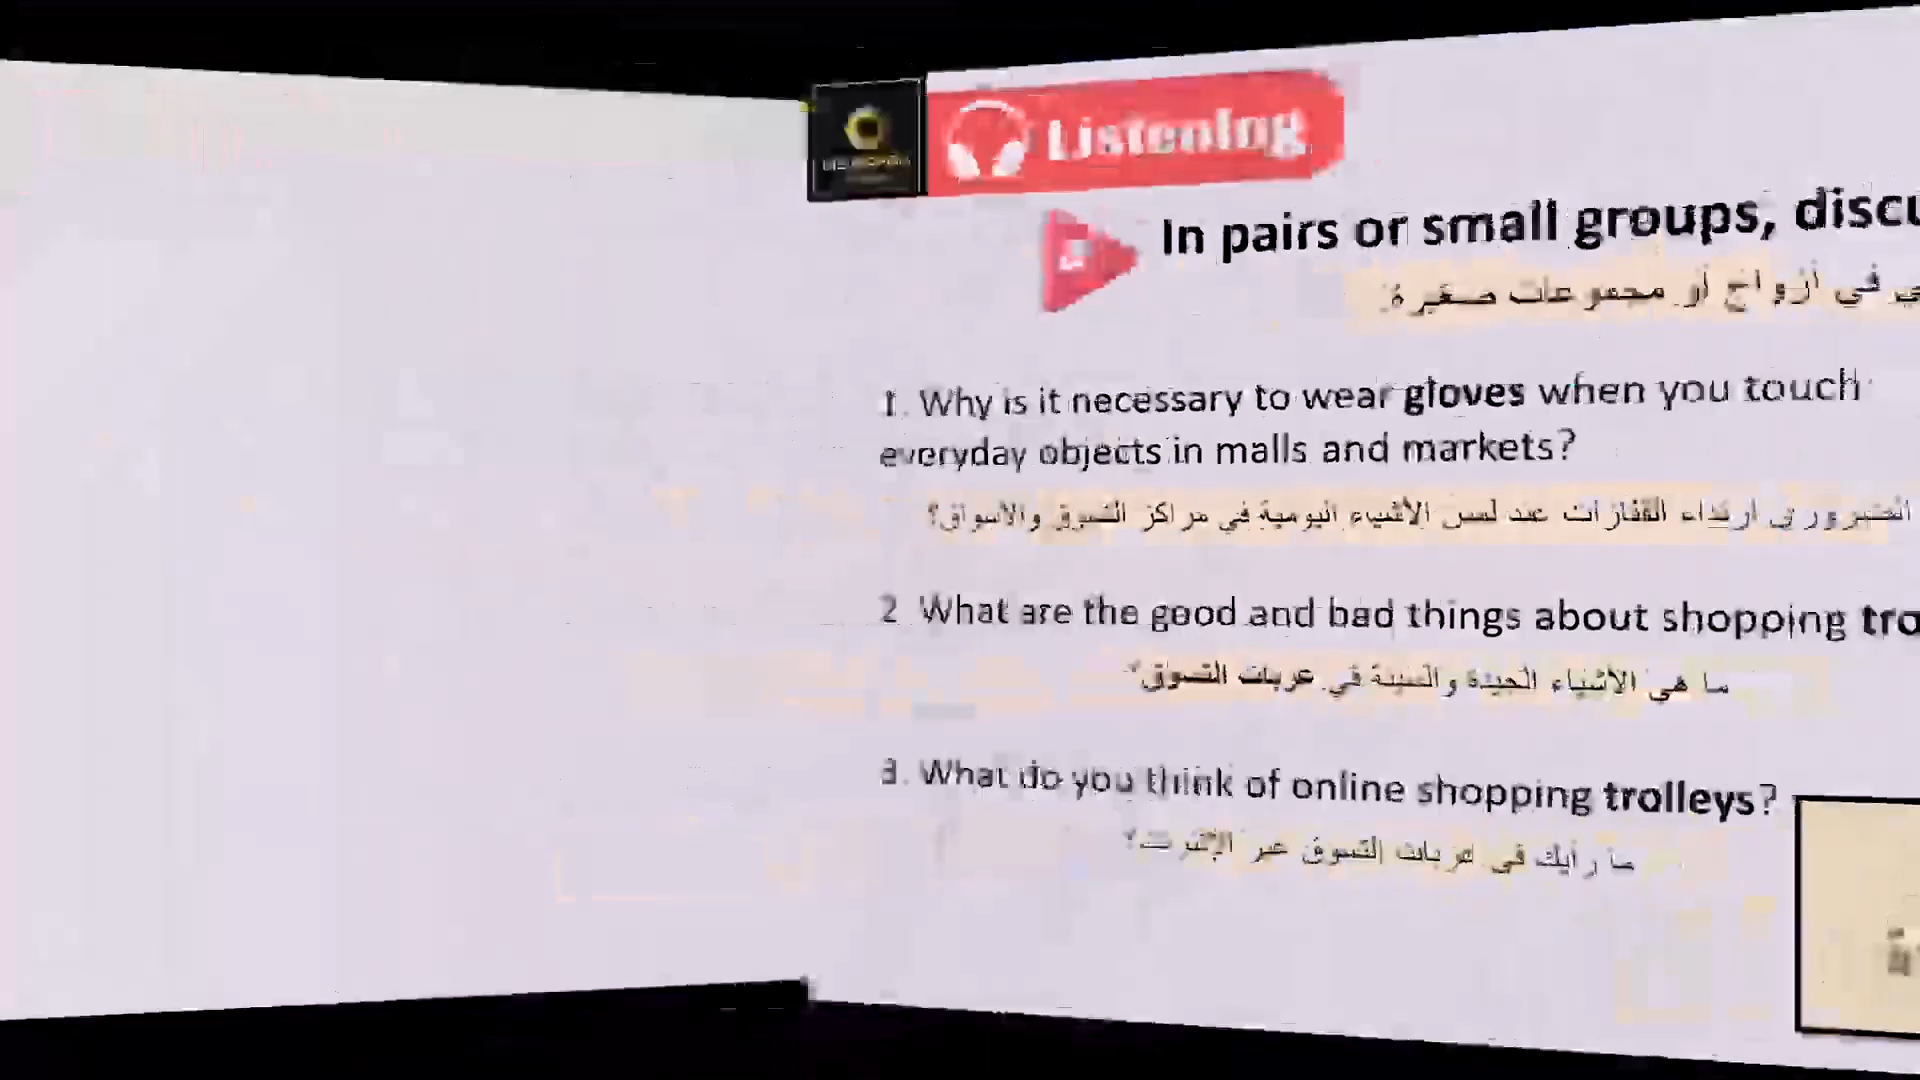 Listening
In pairs or small groups, discu
في أزواج أو مجموعات صغيرة:
1. Why is it necessary to wear gloves when you touch
everyday objects in malls and markets?
الضروري ارتداء القفازات عند لمس الأشياء اليومية في مراكز التسوق والأسواق؟
2 What are the good and bad things about shopping tro
ما هي الأشياء الجيدة والسيئة في عربات التسوق؟
3. What do you think of online shopping trolleys?
ما رأيك في عربات التسوق عبر الإنترنت؟